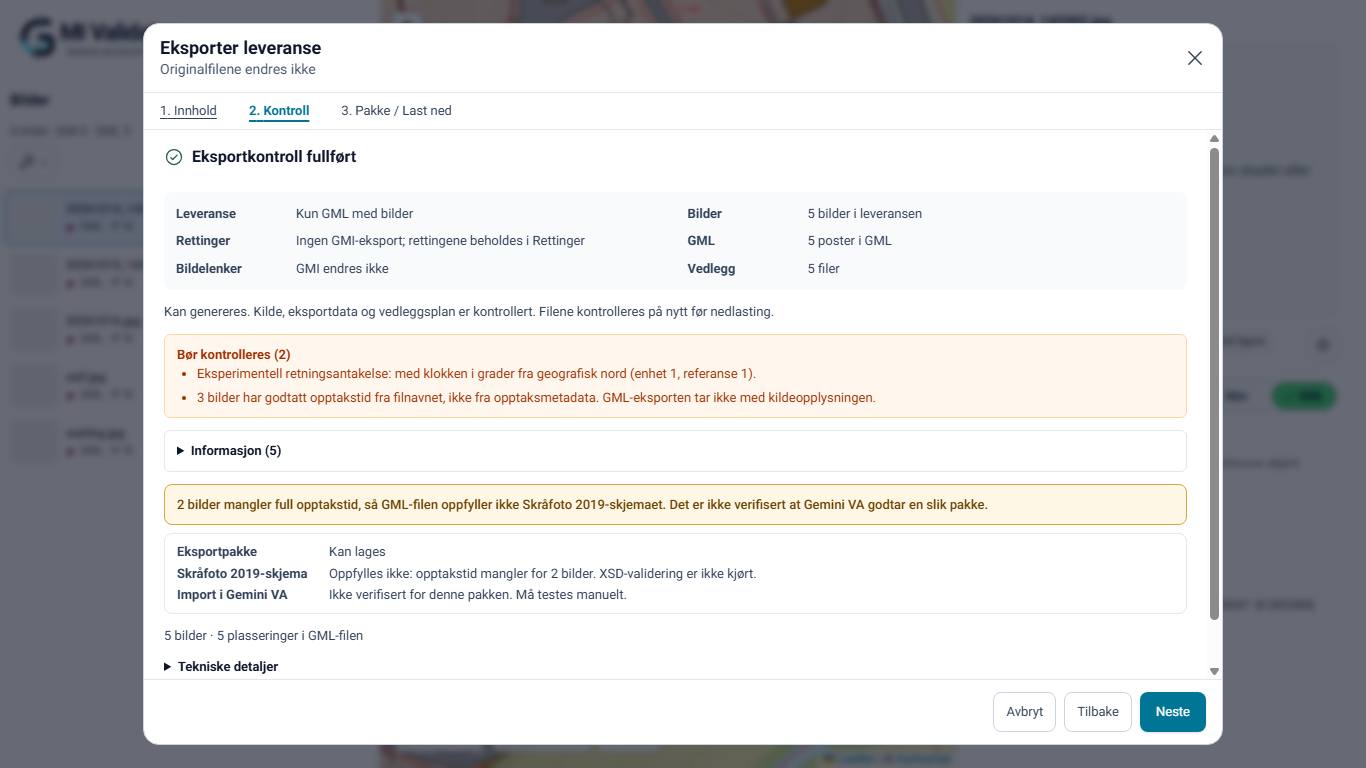 Eksporter leveranse
Originalfilene endres ikke
1. Innhold 2. Kontroll 3. Pakke / Last ned
Eksportkontroll fullført
Leveranse Kun GML med bilder Bilder 5 bilder i leveransen
Rettinger Ingen GMI-eksport; rettingene beholdes i Rettinger GML 5 poster i GML
Bildelenker GMI endres ikke Vedlegg 5 filer
Kan genereres. Kilde, eksportdata og vedleggsplan er kontrollert. Filene kontrolleres på nytt før nedlasting.
Bør kontrolleres (2)
• Eksperimentell retningsantakelse: med klokken i grader fra geografisk nord (enhet 1, referanse 1).
• 3 bilder har godtatt opptakstid fra filnavnet, ikke fra opptaksmetadata. GML-eksporten tar ikke med kildeopplysningen.
Informasjon (5)
2 bilder mangler full opptakstid, så GML-filen oppfyller ikke Skråfoto 2019-skjemaet. Det er ikke verifisert at Gemini VA godtar en slik pakke.
Eksportpakke Kan lages
Skråfoto 2019-skjema Oppfylles ikke: opptakstid mangler for 2 bilder. XSD-validering er ikke kjørt.
Import i Gemini VA Ikke verifisert for denne pakken. Må testes manuelt.
5 bilder · 5 plasseringer i GML-filen
Tekniske detaljer
Avbryt Tilbake Neste
Bilder